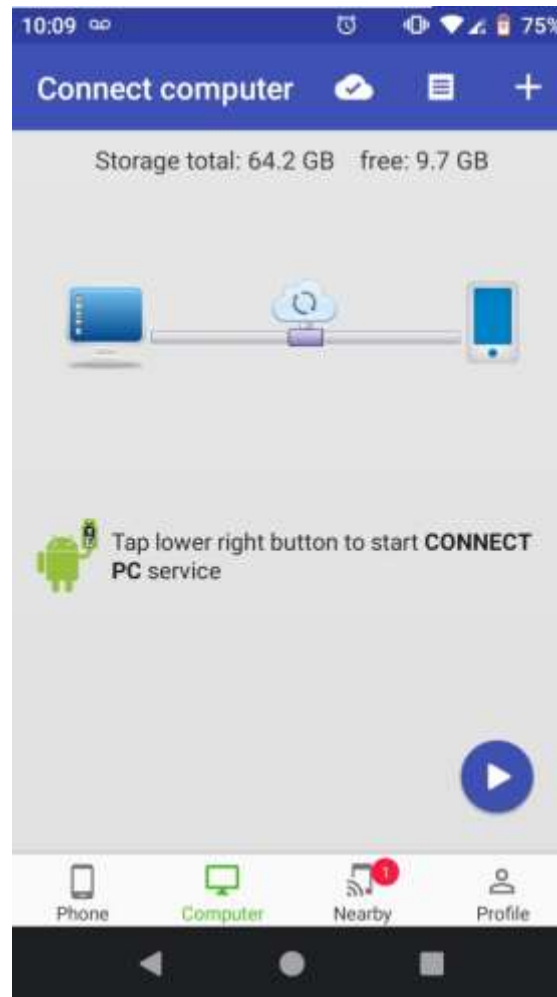 10:09 75%
Connect computer
Storage total: 64.2 GB free: 9.7 GB
Tap lower right button to start CONNECT
PC service
1
Phone Computer Nearby Profile